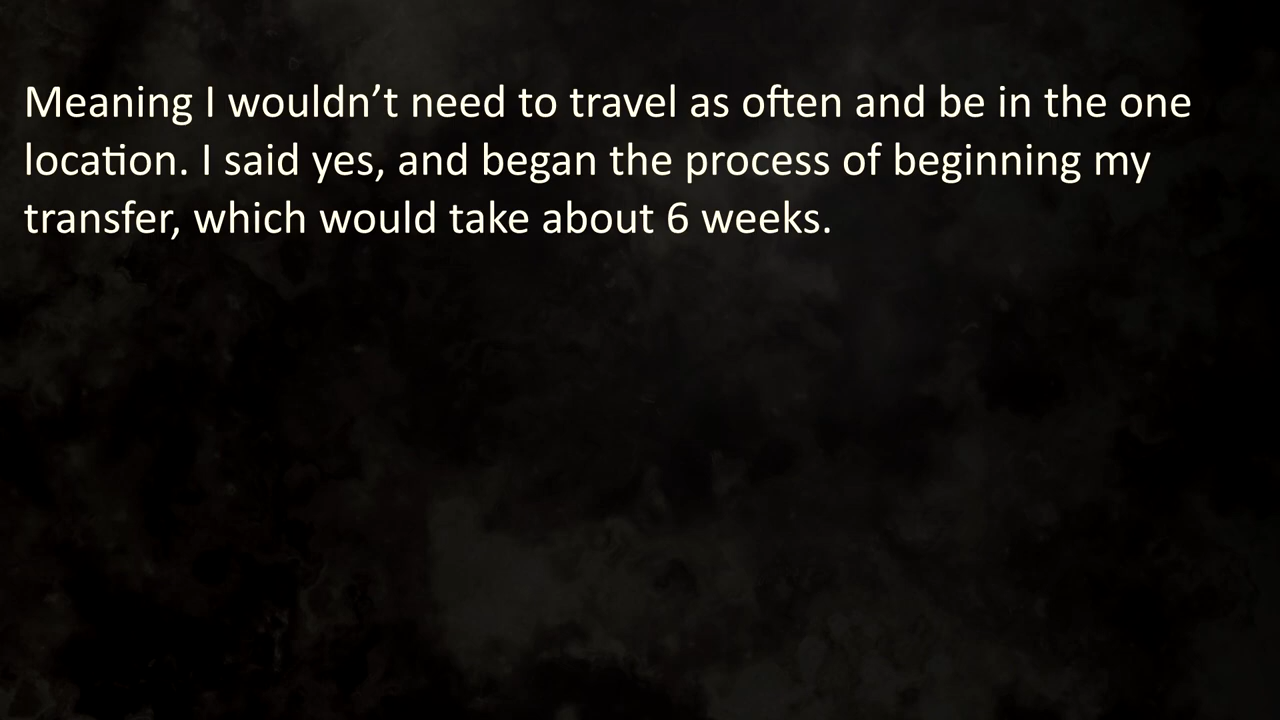 Meaning I wouldn’t need to travel as often and be in the one
location. I said yes, and began the process of beginning my
transfer, which would take about 6 weeks.